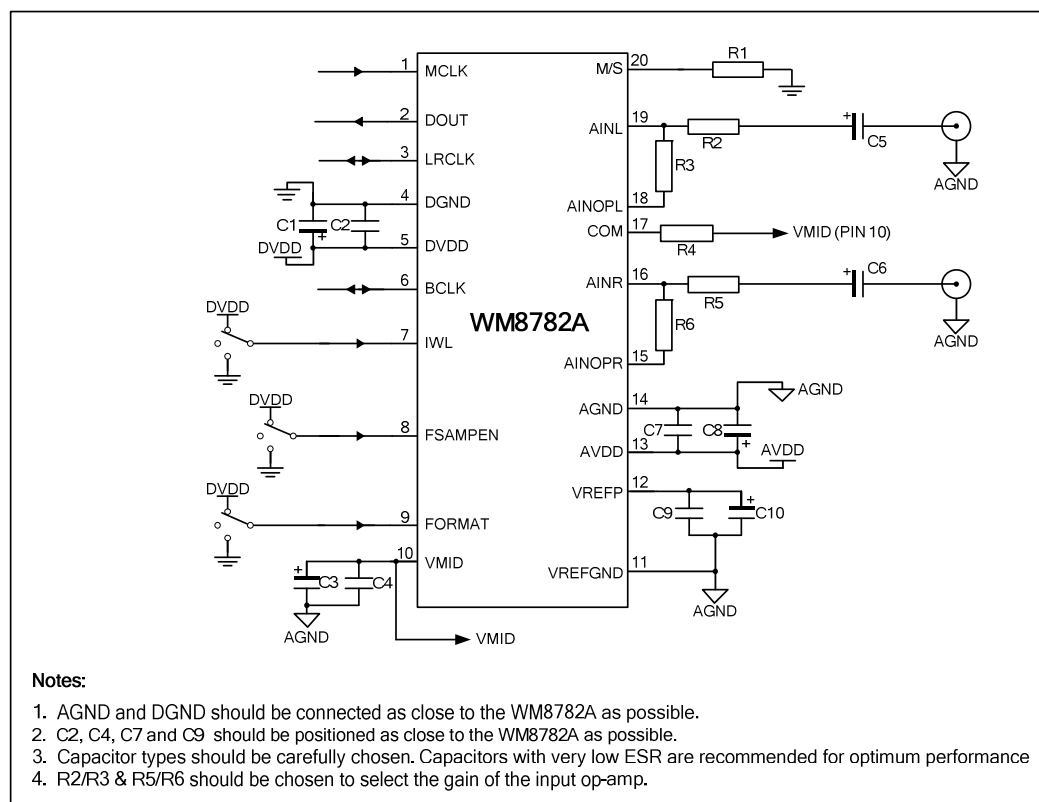 1 MCLK
2 DOUT
3 LRCLK
4 DGND
5 DVDD
6 BCLK
7 IWL
8 FSAMPEN
9 FORMAT
10 VMID
C1
C2
DVDD
DVDD
DVDD
DVDD
C3
C4
AGND
VMID
WM8782A
M/S 20
R1
AINL 19
R2
+
C5
AGND
R3
AINOPL 18
COM 17
R4
VMID (PIN 10)
AINR 16
R5
+
C6
AGND
R6
AINOPR 15
AGND 14
AGND
C7
C8
+
AVDD 13
AVDD
VREFP 12
C9
+
C10
VREFGND 11
AGND
+
+
Notes:
1. AGND and DGND should be connected as close to the WM8782A as possible.
2. C2, C4, C7 and C9 should be positioned as close to the WM8782A as possible.
3. Capacitor types should be carefully chosen. Capacitors with very low ESR are recommended for optimum performance
4. R2/R3 & R5/R6 should be chosen to select the gain of the input op-amp.